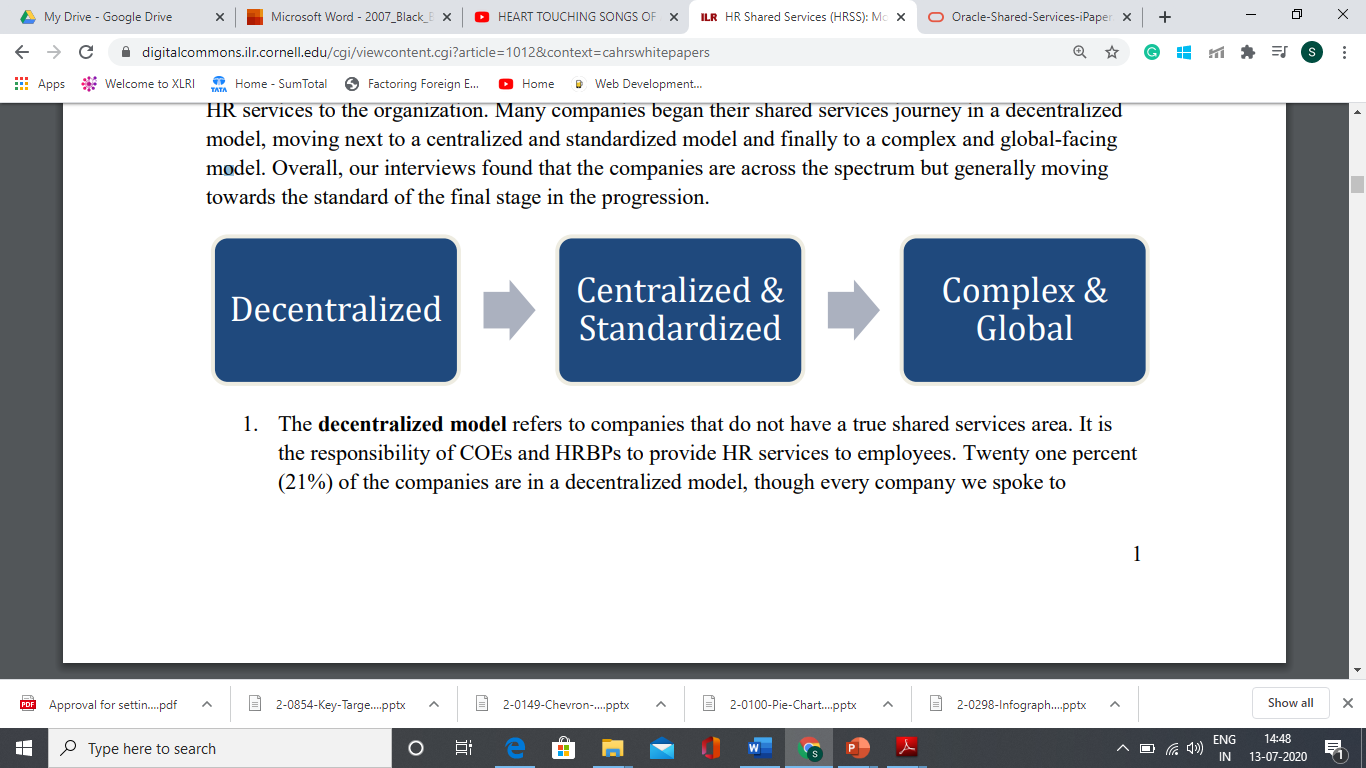 My Drive - Google Drive
Microsoft Word - 2007_Black_B
HEART TOUCHING SONGS OF
ILR HR Shared Services (HRSS): Mo
Oracle-Shared-Services-iPaper
digitalcommons.ilr.cornell.edu/cgi/viewcontent.cgi?article=1012&context=cahrswhitepapers
S
Apps
Welcome to XLRI
TATA Home - SumTotal
Factoring Foreign E...
Home
Web Development...
HR services to the organization. Many companies began their shared services journey in a decentralized
model, moving next to a centralized and standardized model and finally to a complex and global-facing
model. Overall, our interviews found that the companies are across the spectrum but generally moving
towards the standard of the final stage in the progression.
Decentralized
Centralized &
Standardized
Complex &
Global
1. The decentralized model refers to companies that do not have a true shared services area. It is
the responsibility of COEs and HRBPs to provide HR services to employees. Twenty one percent
(21%) of the companies are in a decentralized model, though every company we spoke to
1
PDF Approval for settin....pdf
2-0854-Key-Targe....pptx
2-0149-Chevron-....pptx
2-0100-Pie-Chart....pptx
2-0298-Infograph....pptx
Show all
Type here to search
ENG
IN
14:48
13-07-2020
1